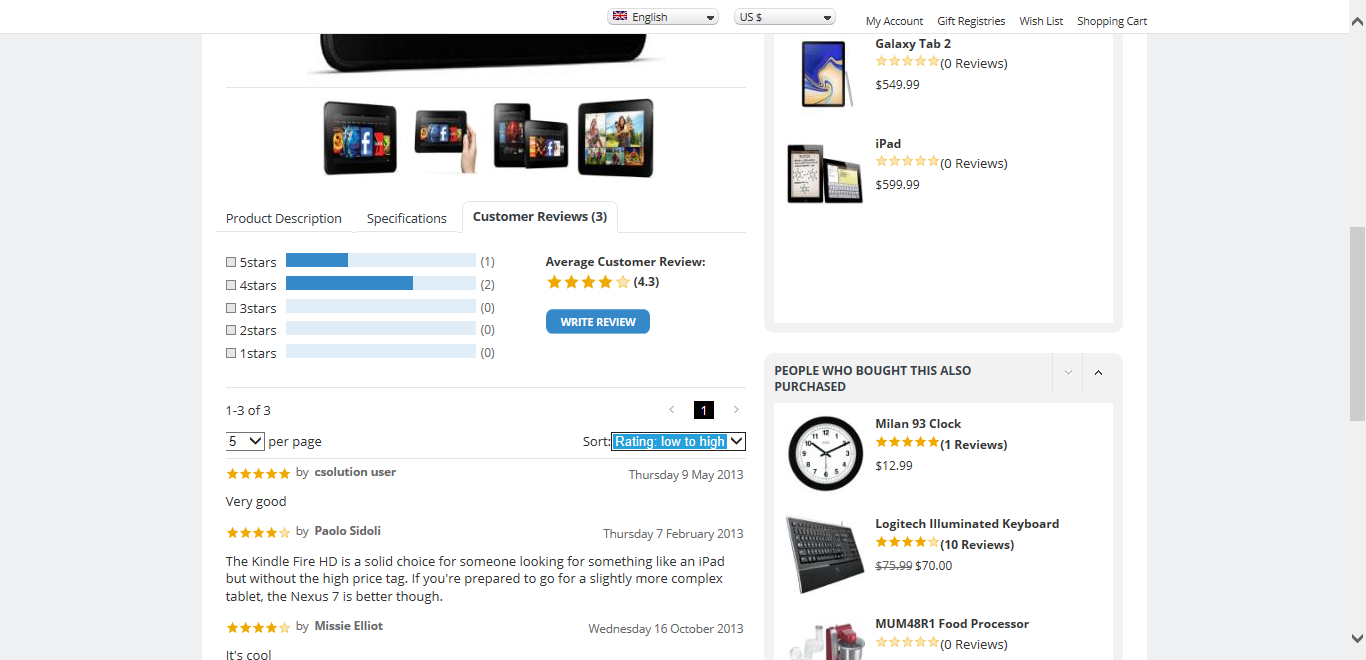 English
US $
My Account Gift Registries Wish List Shopping Cart
Galaxy Tab 2
(0 Reviews)
$549.99
iPad
(0 Reviews)
$599.99
Product Description Specifications Customer Reviews (3)
5stars (1)
4stars (2)
3stars (0)
2stars (0)
1stars (0)
Average Customer Review:
(4.3)
WRITE REVIEW
1-3 of 3
1
5 per page
Sort: Rating: low to high
by csolution user Thursday 9 May 2013
Very good
by Paolo Sidoli Thursday 7 February 2013
The Kindle Fire HD is a solid choice for someone looking for something like an iPad
but without the high price tag. If you're prepared to go for a slightly more complex
tablet, the Nexus 7 is better though.
by Missie Elliot Wednesday 16 October 2013
It's cool
PEOPLE WHO BOUGHT THIS ALSO
PURCHASED
Milan 93 Clock
(1 Reviews)
$12.99
Logitech Illuminated Keyboard
(10 Reviews)
$75.99 $70.00
MUM48R1 Food Processor
(0 Reviews)